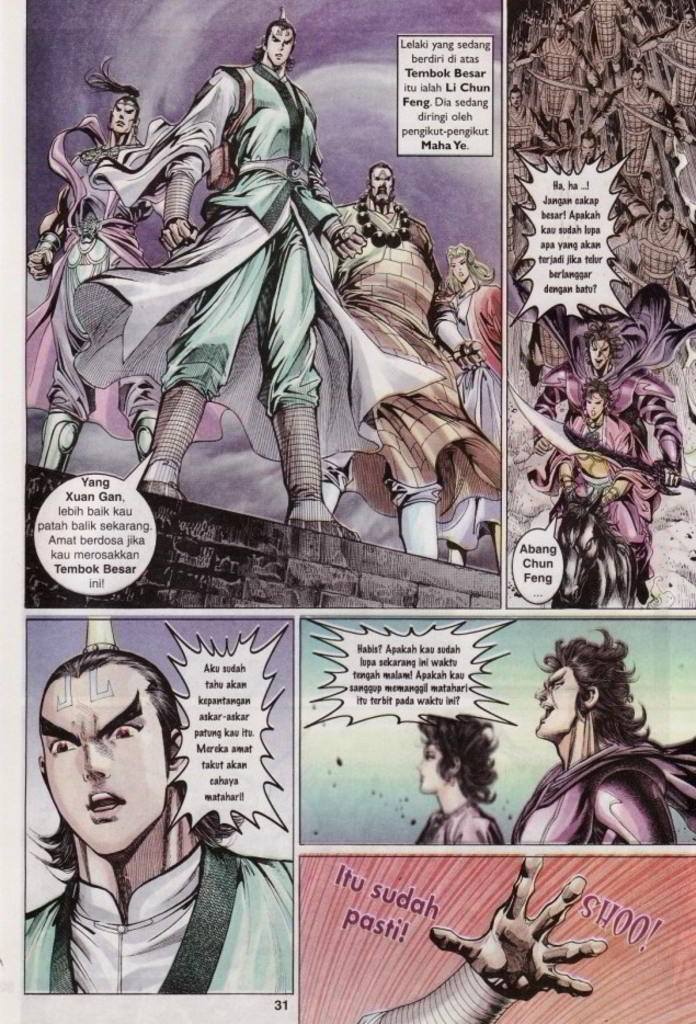 Lelaki yang sedang
berdiri di atas
Tembok Besar
itu ialah Li Chun
Feng. Dia sedang
diringi oleh
pengikut-pengikut
Maha Ye.
Yang
Xuan Gan,
lebih baik kau
patah balik sekarang.
Amat berdosa jika
kau merosakkan
Tembok Besar
ini!
Ha, ha ...!
Jangan cakap
besar! Apakah
kau sudah lupa
apa yang akan
terjadi jika telur
berlanggar
dengan batu?
Abang
Chun
Feng
...
Aku sudah
tahu akan
kepantangan
askar-askar
patung kau itu.
Mereka amat
takut akan
cahaya
matahari!
Habis? Apakah kau sudah
lupa sekarang ini waktu
tengah malam! Apakah kau
sanggup memanggil matahari
itu terbit pada waktu ini?
Itu sudah
pasti!
SHOO!
31